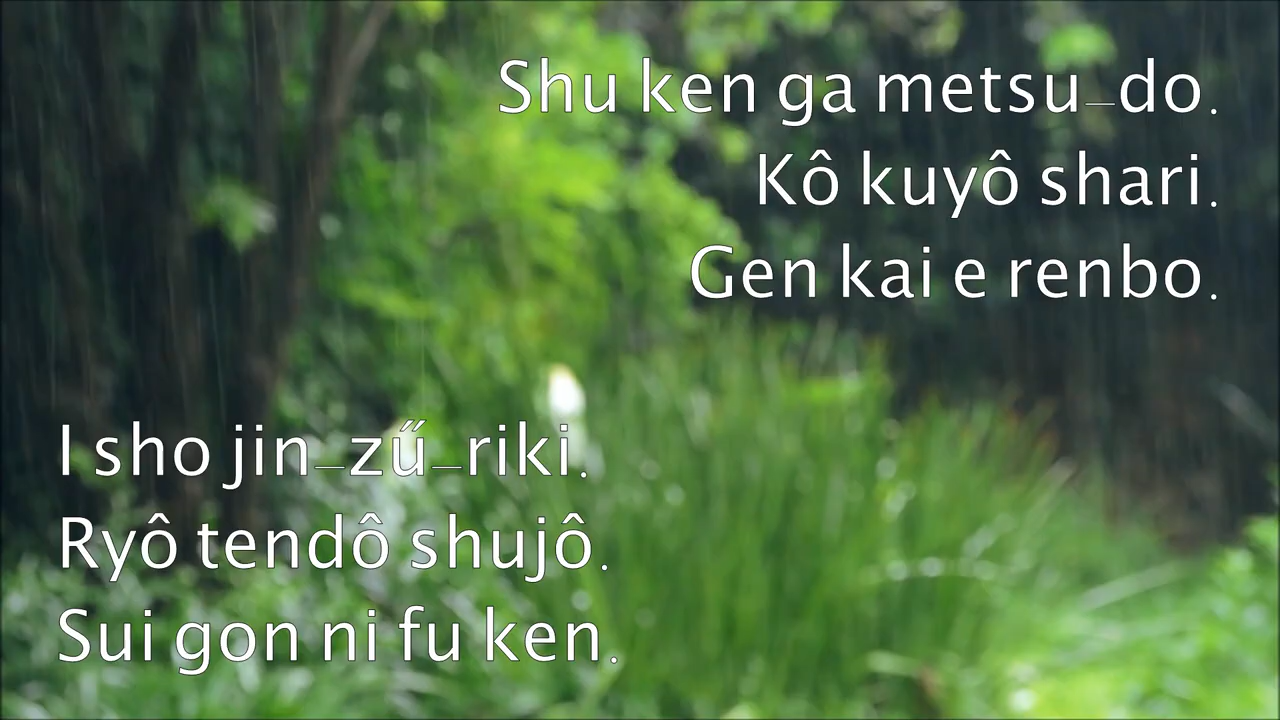 Shu ken ga metsu_do.
Kô kuyô shari.
Gen kai e renbo.
I sho jin_zű_riki.
Ryô tendô shujô.
Sui gon ni fu ken.